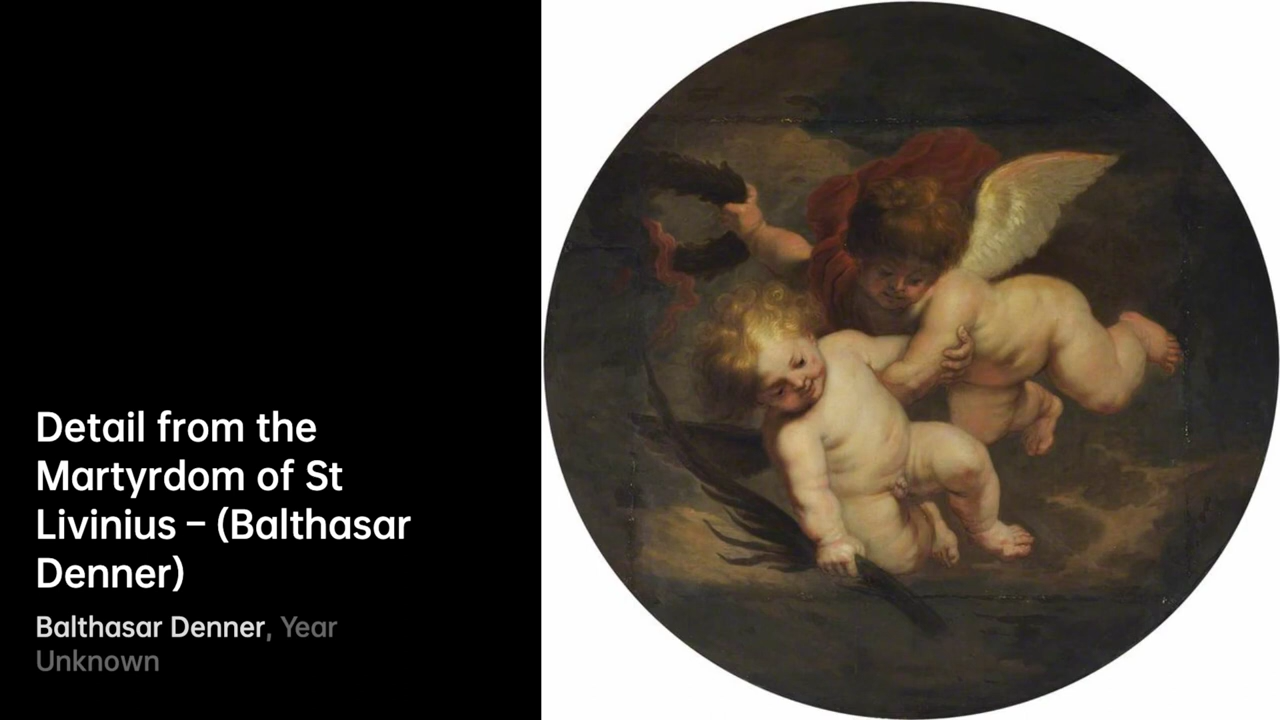 Detail from the
Martyrdom of St
Livinius – (Balthasar
Denner)
Balthasar Denner, Year
Unknown